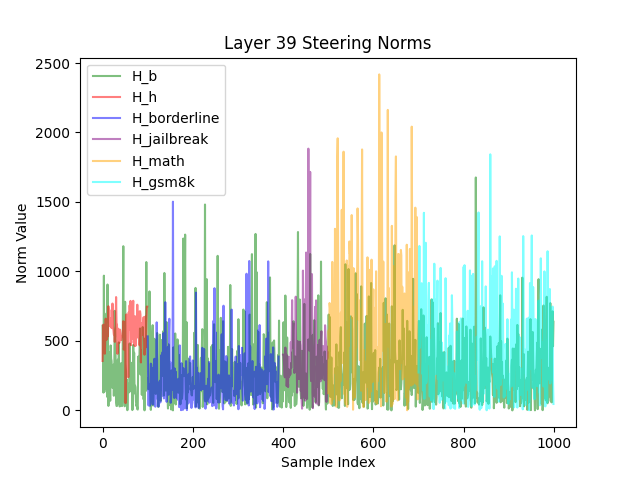 Layer 39 Steering Norms
2500
2000
1500
1000
500
0
Norm Value
H_b
H_h
H_borderline
H_jailbreak
H_math
H_gsm8k
0 200 400 600 800 1000
Sample Index